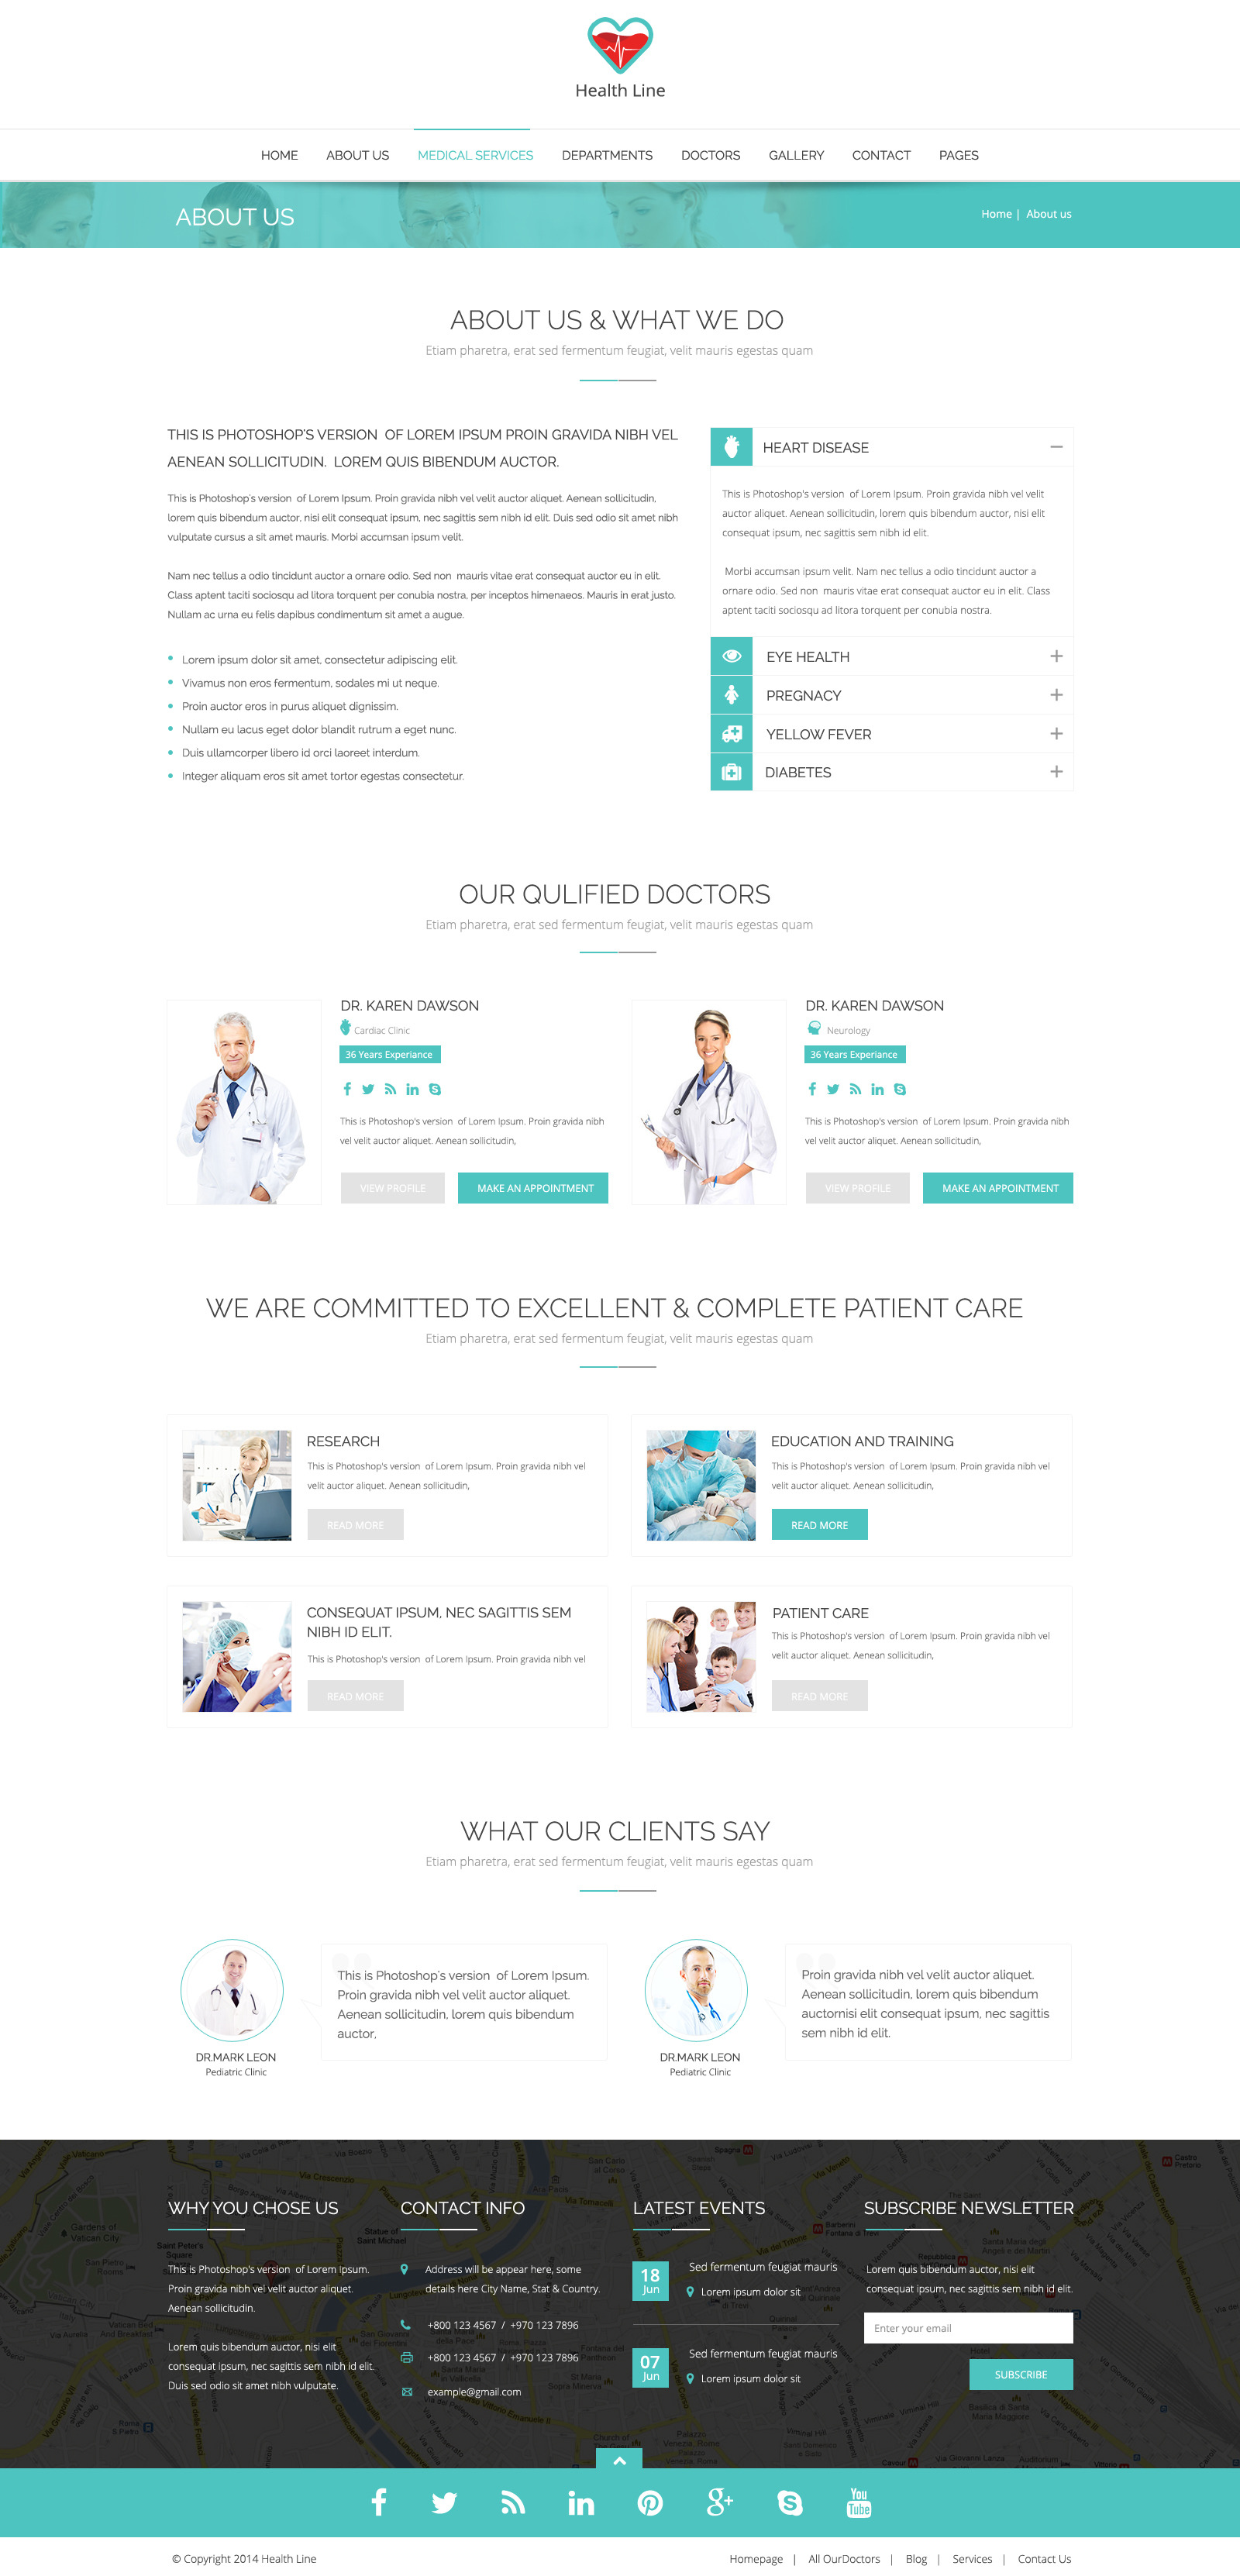 Health Line
HOME ABOUT US MEDICAL SERVICES DEPARTMENTS DOCTORS GALLERY CONTACT PAGES
ABOUT US
Home | About us
ABOUT US & WHAT WE DO
Etiam pharetra, erat sed fermentum feugiat, velit mauris egestas quam
THIS IS PHOTOSHOP'S VERSION OF LOREM IPSUM PROIN GRAVIDA NIBH VEL
AENEAN SOLLICITUDIN. LOREM QUIS BIBENDUM AUCTOR.
This is Photoshop's version of Lorem Ipsum. Proin gravida nibh vel velit auctor aliquet. Aenean sollicitudin,
lorem quis bibendum auctor, nisi elit consequat ipsum, nec sagittis sem nibh id elit. Duis sed odio sit amet nibh
vulputate cursus a sit amet mauris. Morbi accumsan ipsum velit.
Nam nec tellus a odio tincidunt auctor a ornare odio. Sed non mauris vitae erat consequat auctor eu in elit.
Class aptent taciti sociosqu ad litora torquent per conubia nostra, per inceptos himenaeos. Mauris in erat justo.
Nullam ac urna eu felis dapibus condimentum sit amet a augue.
Lorem ipsum dolor sit amet, consectetur adipiscing elit.
Vivamus non eros fermentum, sodales mi ut neque.
Proin auctor eros in purus aliquet dignissim.
Nullam eu lacus eget dolor blandit rutrum a eget nunc.
Duis ullamcorper libero id orci laoreet interdum.
Integer aliquam eros sit amet tortor egestas consectetur.
HEART DISEASE
This is Photoshop's version of Lorem Ipsum. Proin gravida nibh vel velit
auctor aliquet. Aenean sollicitudin, lorem quis bibendum auctor, nisi elit
consequat ipsum, nec sagittis sem nibh id elit.
Morbi accumsan ipsum velit. Nam nec tellus a odio tincidunt auctor a
ornare odio. Sed non mauris vitae erat consequat auctor eu in elit. Class
aptent taciti sociosqu ad litora torquent per conubia nostra.
EYE HEALTH
PREGNACY
YELLOW FEVER
DIABETES
OUR QULIFIED DOCTORS
Etiam pharetra, erat sed fermentum feugiat, velit mauris egestas quam
DR. KAREN DAWSON
Cardiac Clinic
36 Years Experiance
This is Photoshop's version of Lorem Ipsum. Proin gravida nibh
vel velit auctor aliquet. Aenean sollicitudin,
VIEW PROFILE MAKE AN APPOINTMENT
DR. KAREN DAWSON
Neurology
36 Years Experiance
This is Photoshop's version of Lorem Ipsum. Proin gravida nibh
vel velit auctor aliquet. Aenean sollicitudin,
VIEW PROFILE MAKE AN APPOINTMENT
WE ARE COMMITTED TO EXCELLENT & COMPLETE PATIENT CARE
Etiam pharetra, erat sed fermentum feugiat, velit mauris egestas quam
RESEARCH
This is Photoshop's version of Lorem Ipsum. Proin gravida nibh vel
velit auctor aliquet. Aenean sollicitudin,
READ MORE
EDUCATION AND TRAINING
This is Photoshop's version of Lorem Ipsum. Proin gravida nibh vel
velit auctor aliquet. Aenean sollicitudin,
READ MORE
CONSEQUAT IPSUM, NEC SAGITTIS SEM
NIBH ID ELIT.
This is Photoshop's version of Lorem Ipsum. Proin gravida nibh vel
READ MORE
PATIENT CARE
This is Photoshop's version of Lorem Ipsum. Proin gravida nibh vel
velit auctor aliquet. Aenean sollicitudin,
READ MORE
WHAT OUR CLIENTS SAY
Etiam pharetra, erat sed fermentum feugiat, velit mauris egestas quam
This is Photoshop's version of Lorem Ipsum.
Proin gravida nibh vel velit auctor aliquet.
Aenean sollicitudin, lorem quis bibendum
auctor,
DR.MARK LEON
Pediatric Clinic
Proin gravida nibh vel velit auctor aliquet.
Aenean sollicitudin, lorem quis bibendum
auctornisi elit consequat ipsum, nec sagittis
sem nibh id elit.
DR.MARK LEON
Pediatric Clinic
WHY YOU CHOSE US
This is Photoshop's version of Lorem Ipsum.
Proin gravida nibh vel velit auctor aliquet.
Aenean sollicitudin.
Lorem quis bibendum auctor, nisi elit
consequat ipsum, nec sagittis sem nibh id elit.
Duis sed odio sit amet nibh vulputate.
CONTACT INFO
Address will be appear here, some
details here City Name, Stat & Country.
+800 123 4567 / +970 123 7896
+800 123 4567 / +970 123 7896
example@gmail.com
LATEST EVENTS
18 Jun
Sed fermentum feugiat mauris
Lorem ipsum dolor sit
07 Jun
Sed fermentum feugiat mauris
Lorem ipsum dolor sit
SUBSCRIBE NEWSLETTER
Lorem quis bibendum auctor, nisi elit
consequat ipsum, nec sagittis sem nibh id elit.
Enter your email
SUBSCRIBE
You Tube
© Copyright 2014 Health Line
Homepage | All OurDoctors | Blog | Services | Contact Us